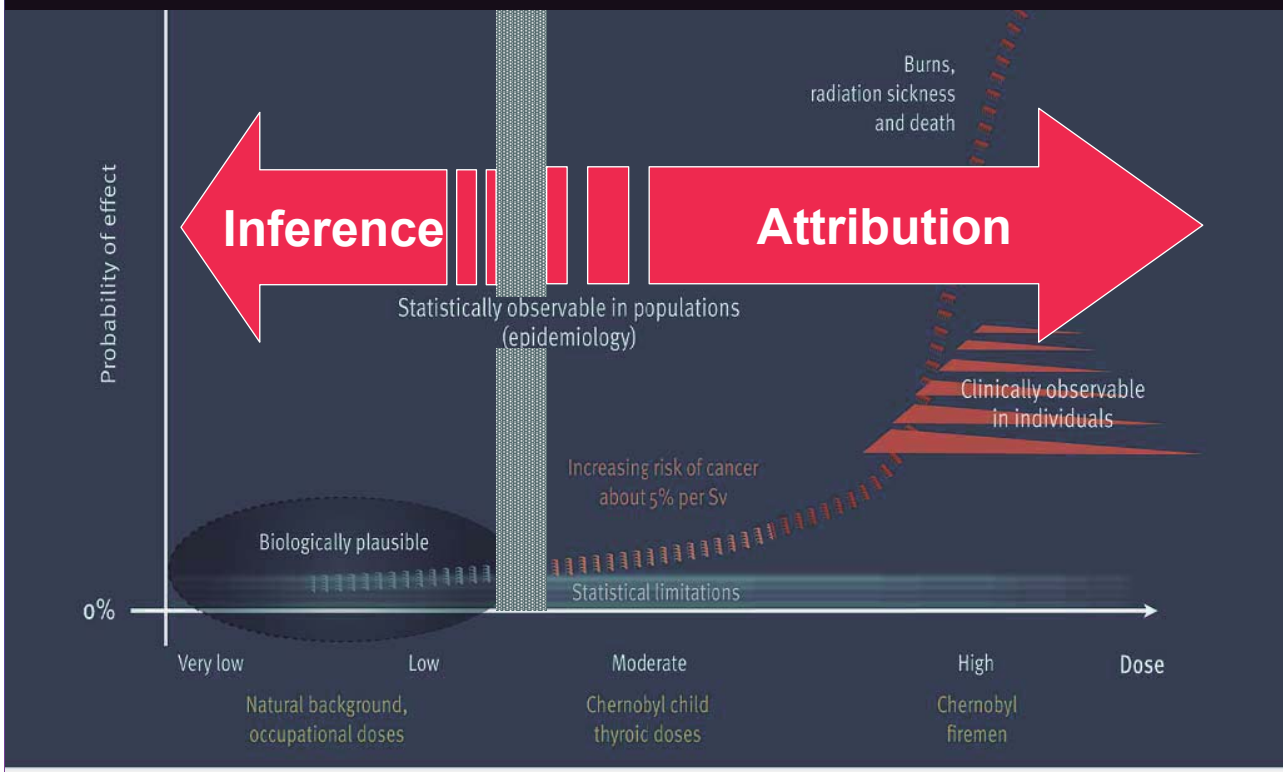 Burns,
radiation sickness
and death
Probability of effect
Inference
Attribution
Statistically observable in populations
(epidemiology)
Clinically observable
in individuals
Increasing risk of cancer
about 5% per Sv
Biologically plausible
Statistical limitations
0%
Very low
Low
Moderate
High
Dose
Natural background,
occupational doses
Chernobyl child
thyroic doses
Chernobyl
firemen